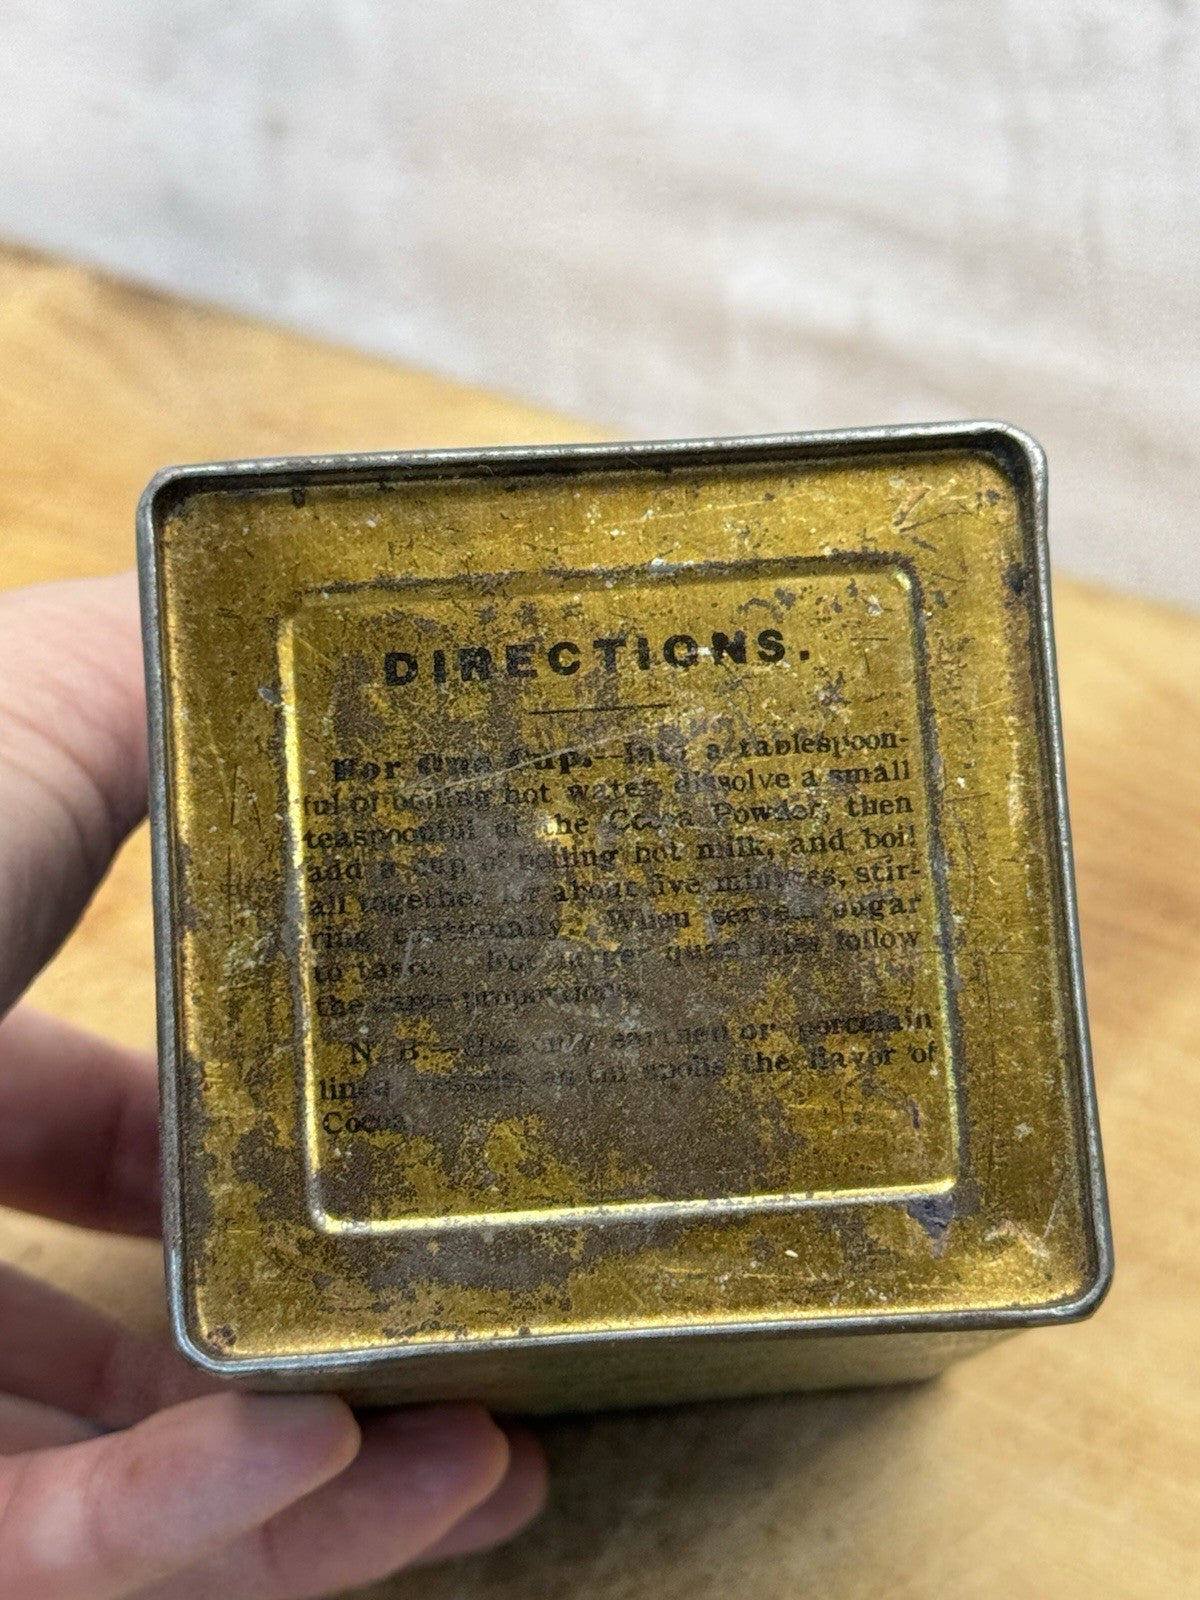 DIRECTIONS.
For One Cup.—Into a tablespoon-
ful of boiling hot water, dissolve a small
teaspoonful of the Cocoa Powder, then
add a cup of boiling hot milk, and boil
all together for about five minutes, stir-
ring continually. When served sugar
to taste. For larger quantities follow
the same proportions.
N. B.—Use only earthen or porcelain
lined vessels, as tin spoils the flavor of
Cocoa